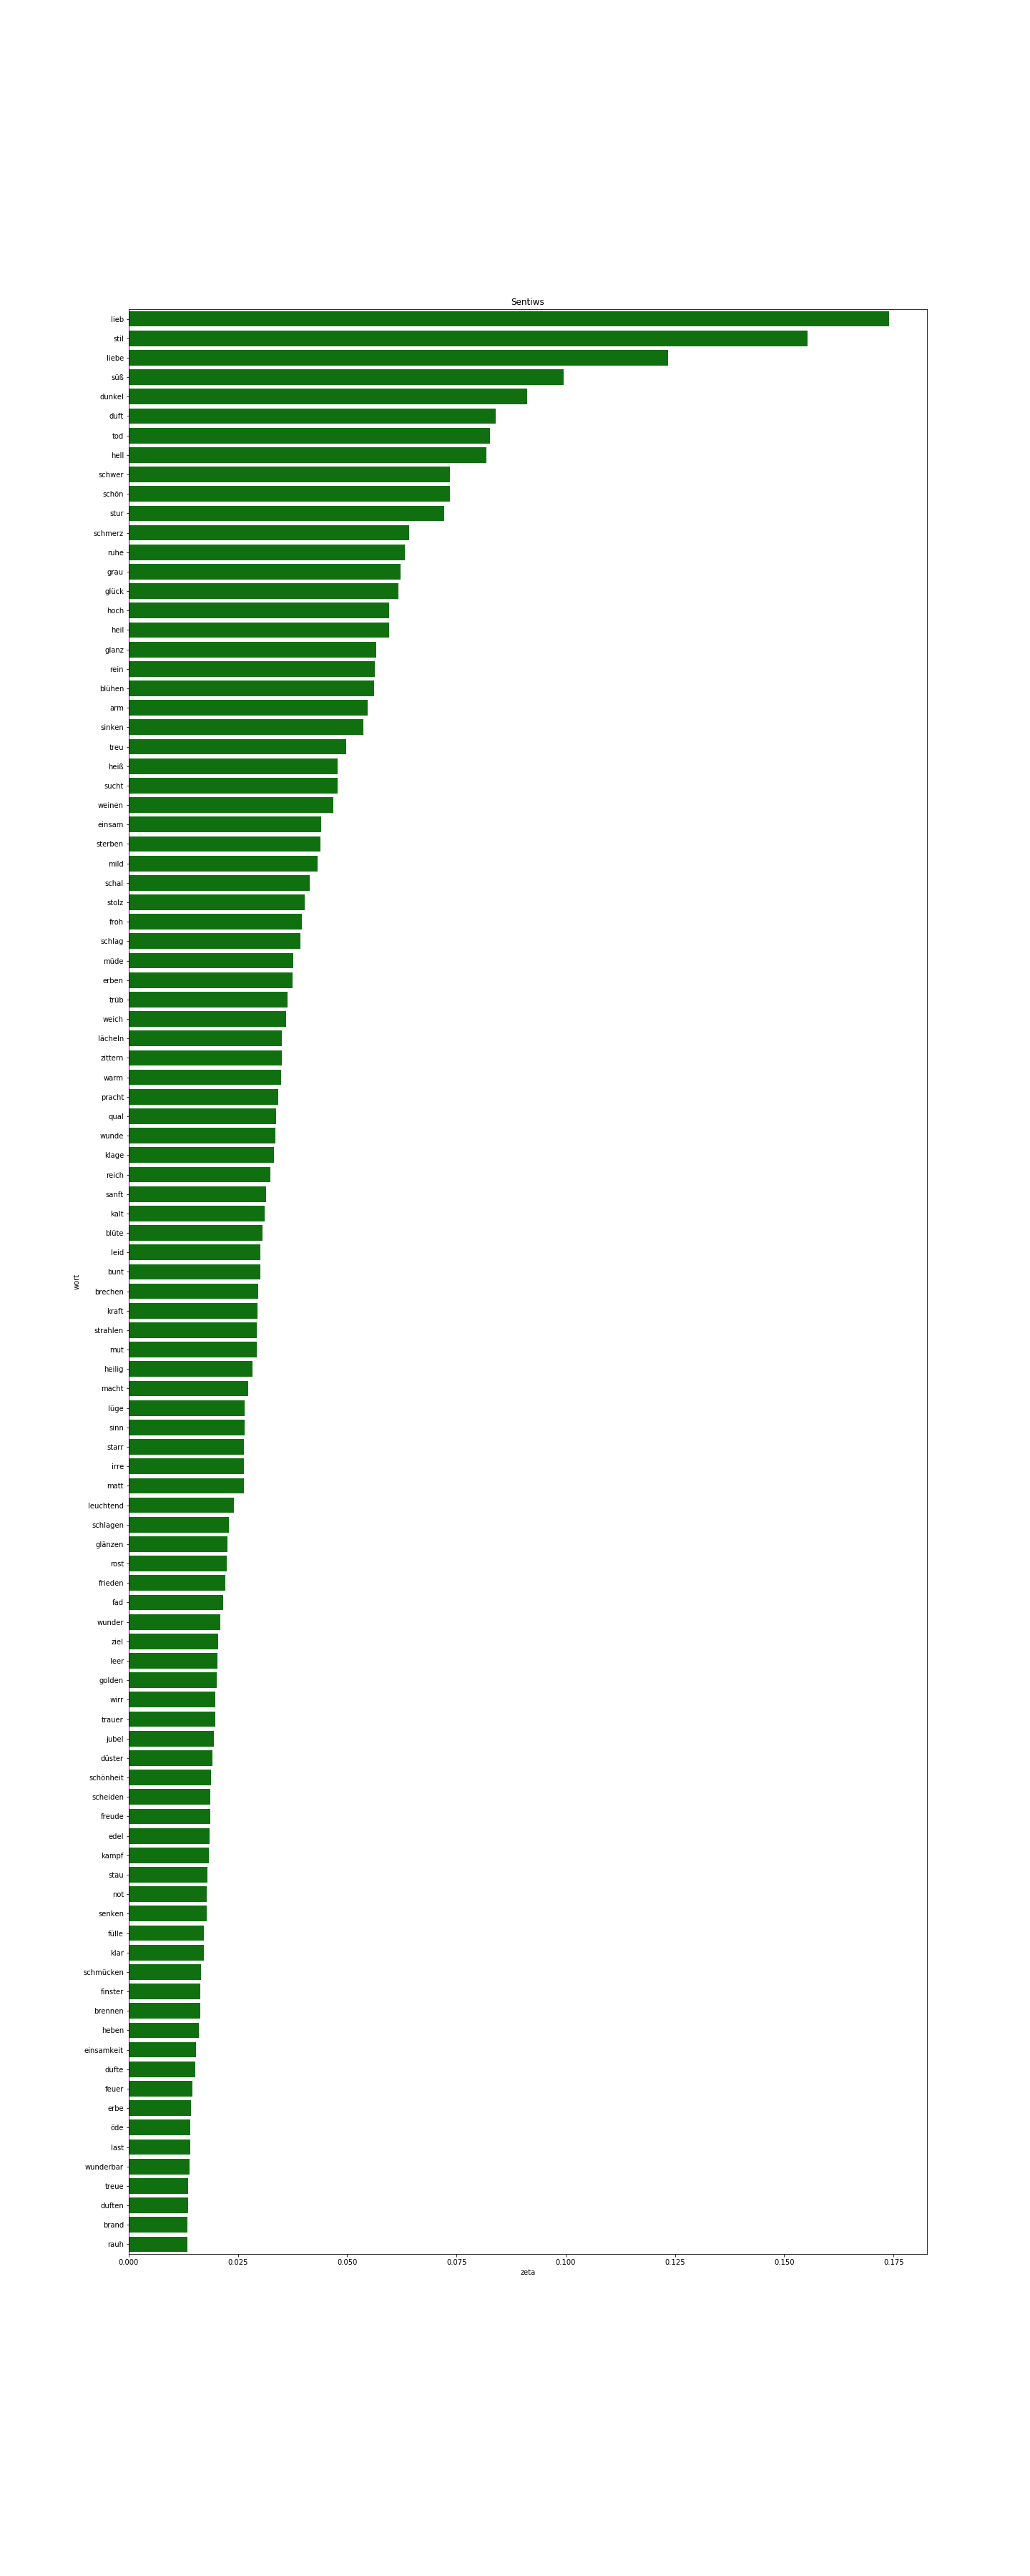 Sentiws
lieb
stil
liebe
süß
dunkel
duft
tod
hell
schwer
schön
stur
schmerz
ruhe
grau
glück
hoch
heil
glanz
rein
blühen
arm
sinken
treu
heiß
sucht
weinen
einsam
sterben
mild
schal
stolz
froh
schlag
müde
erben
trüb
weich
lächeln
zittern
warm
pracht
qual
wunde
klage
reich
sanft
kalt
blüte
leid
bunt
wort
brechen
kraft
strahlen
mut
heilig
macht
lüge
sinn
starr
irre
matt
leuchtend
schlagen
glänzen
rost
frieden
fad
wunder
ziel
leer
golden
wirr
trauer
jubel
düster
schönheit
scheiden
freude
edel
kampf
stau
not
senken
fülle
klar
schmücken
finster
brennen
heben
einsamkeit
dufte
feuer
erbe
öde
last
wunderbar
treue
duften
brand
rauh
0.000 0.025 0.050 0.075 0.100 0.125 0.150 0.175
zeta